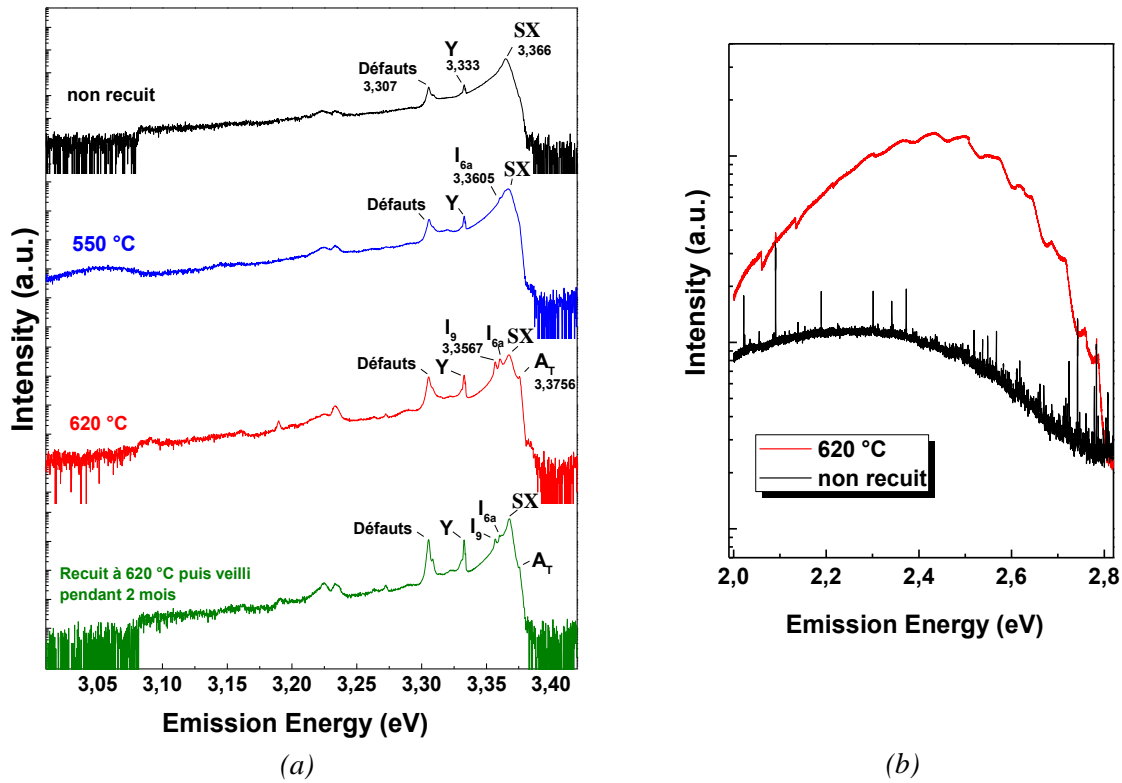 SX
3,366
Y
3,333
Défauts
3,307
non recuit
I6a
3,3605
SX
Y
Défauts
550 °C
I9
3,3567
I6a
SX
AT
3,3756
Y
Défauts
620 °C
SX
I6a
I9
Y
Défauts
AT
Recuit à 620 °C puis veilli
pendant 2 mois
Intensity (a.u.)
3,05 3,10 3,15 3,20 3,25 3,30 3,35 3,40
Emission Energy (eV)
(a)
Intensity (a.u.)
620 °C
non recuit
2,0 2,2 2,4 2,6 2,8
Emission Energy (eV)
(b)